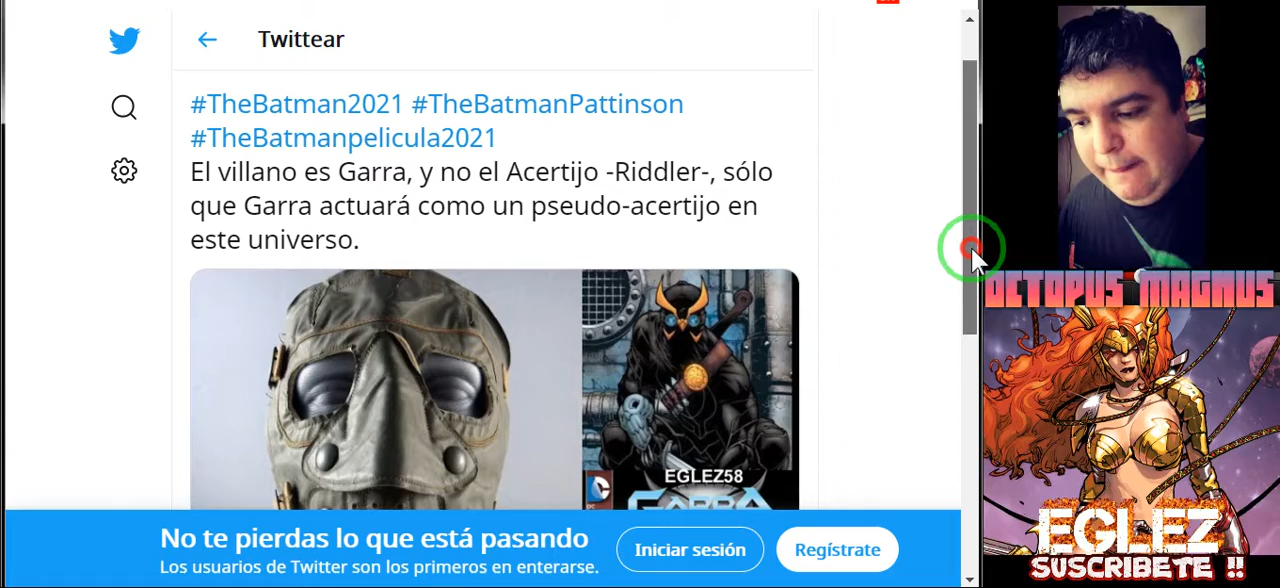 Twittear
#TheBatman2021 #TheBatmanPattinson
#TheBatmanpelicula2021
El villano es Garra, y no el Acertijo -Riddler-, sólo
que Garra actuará como un pseudo-acertijo en
este universo.
EGLEZ58
GARRA
No te pierdas lo que está pasando
Los usuarios de Twitter son los primeros en enterarse.
Iniciar sesión
Regístrate
OCTOPUS MAGNUS
EGLEZ
SUSCRIBETE !!